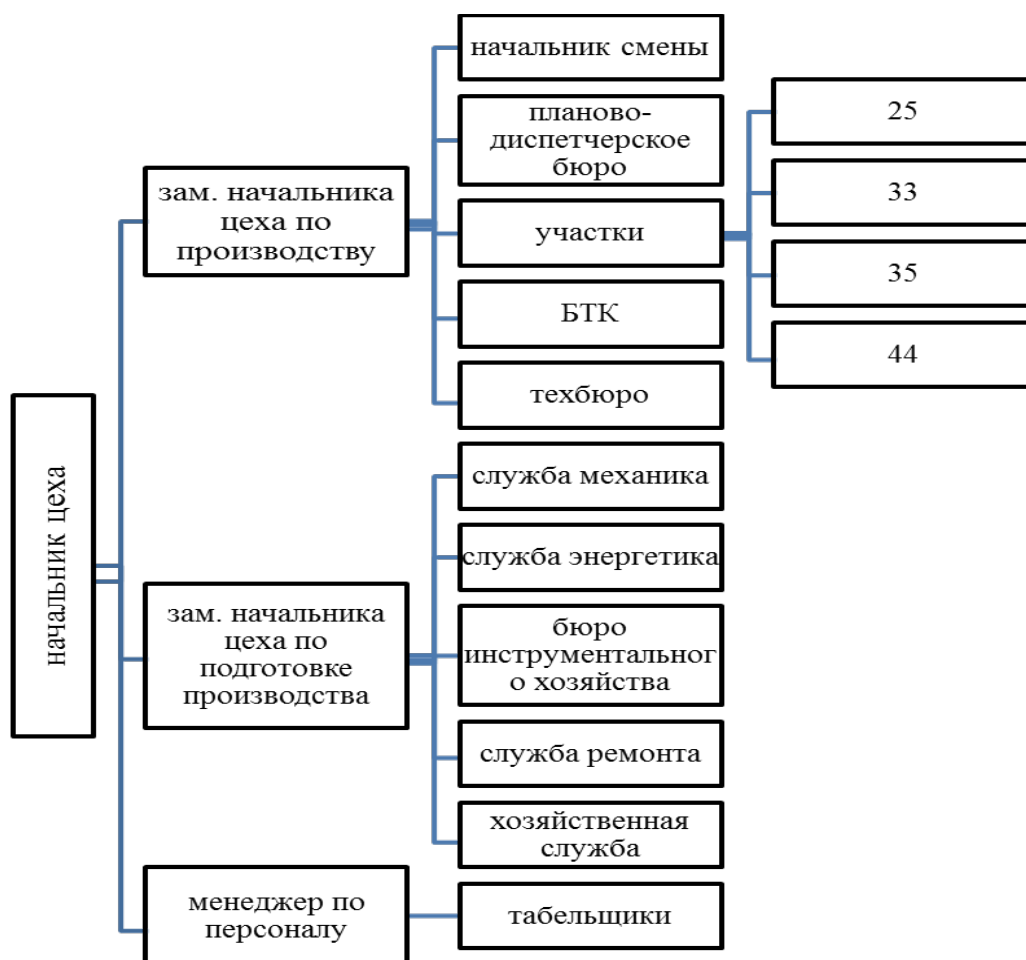 начальник цеха
зам. начальника
цеха по
производству
начальник смены
планово-
диспетчерское
бюро
участки
25
33
35
44
БТК
техбюро
зам. начальника
цеха по
подготовке
производства
служба механика
служба энергетика
бюро
инструментальног
о хозяйства
служба ремонта
хозяйственная
служба
менеджер по
персоналу
табельщики